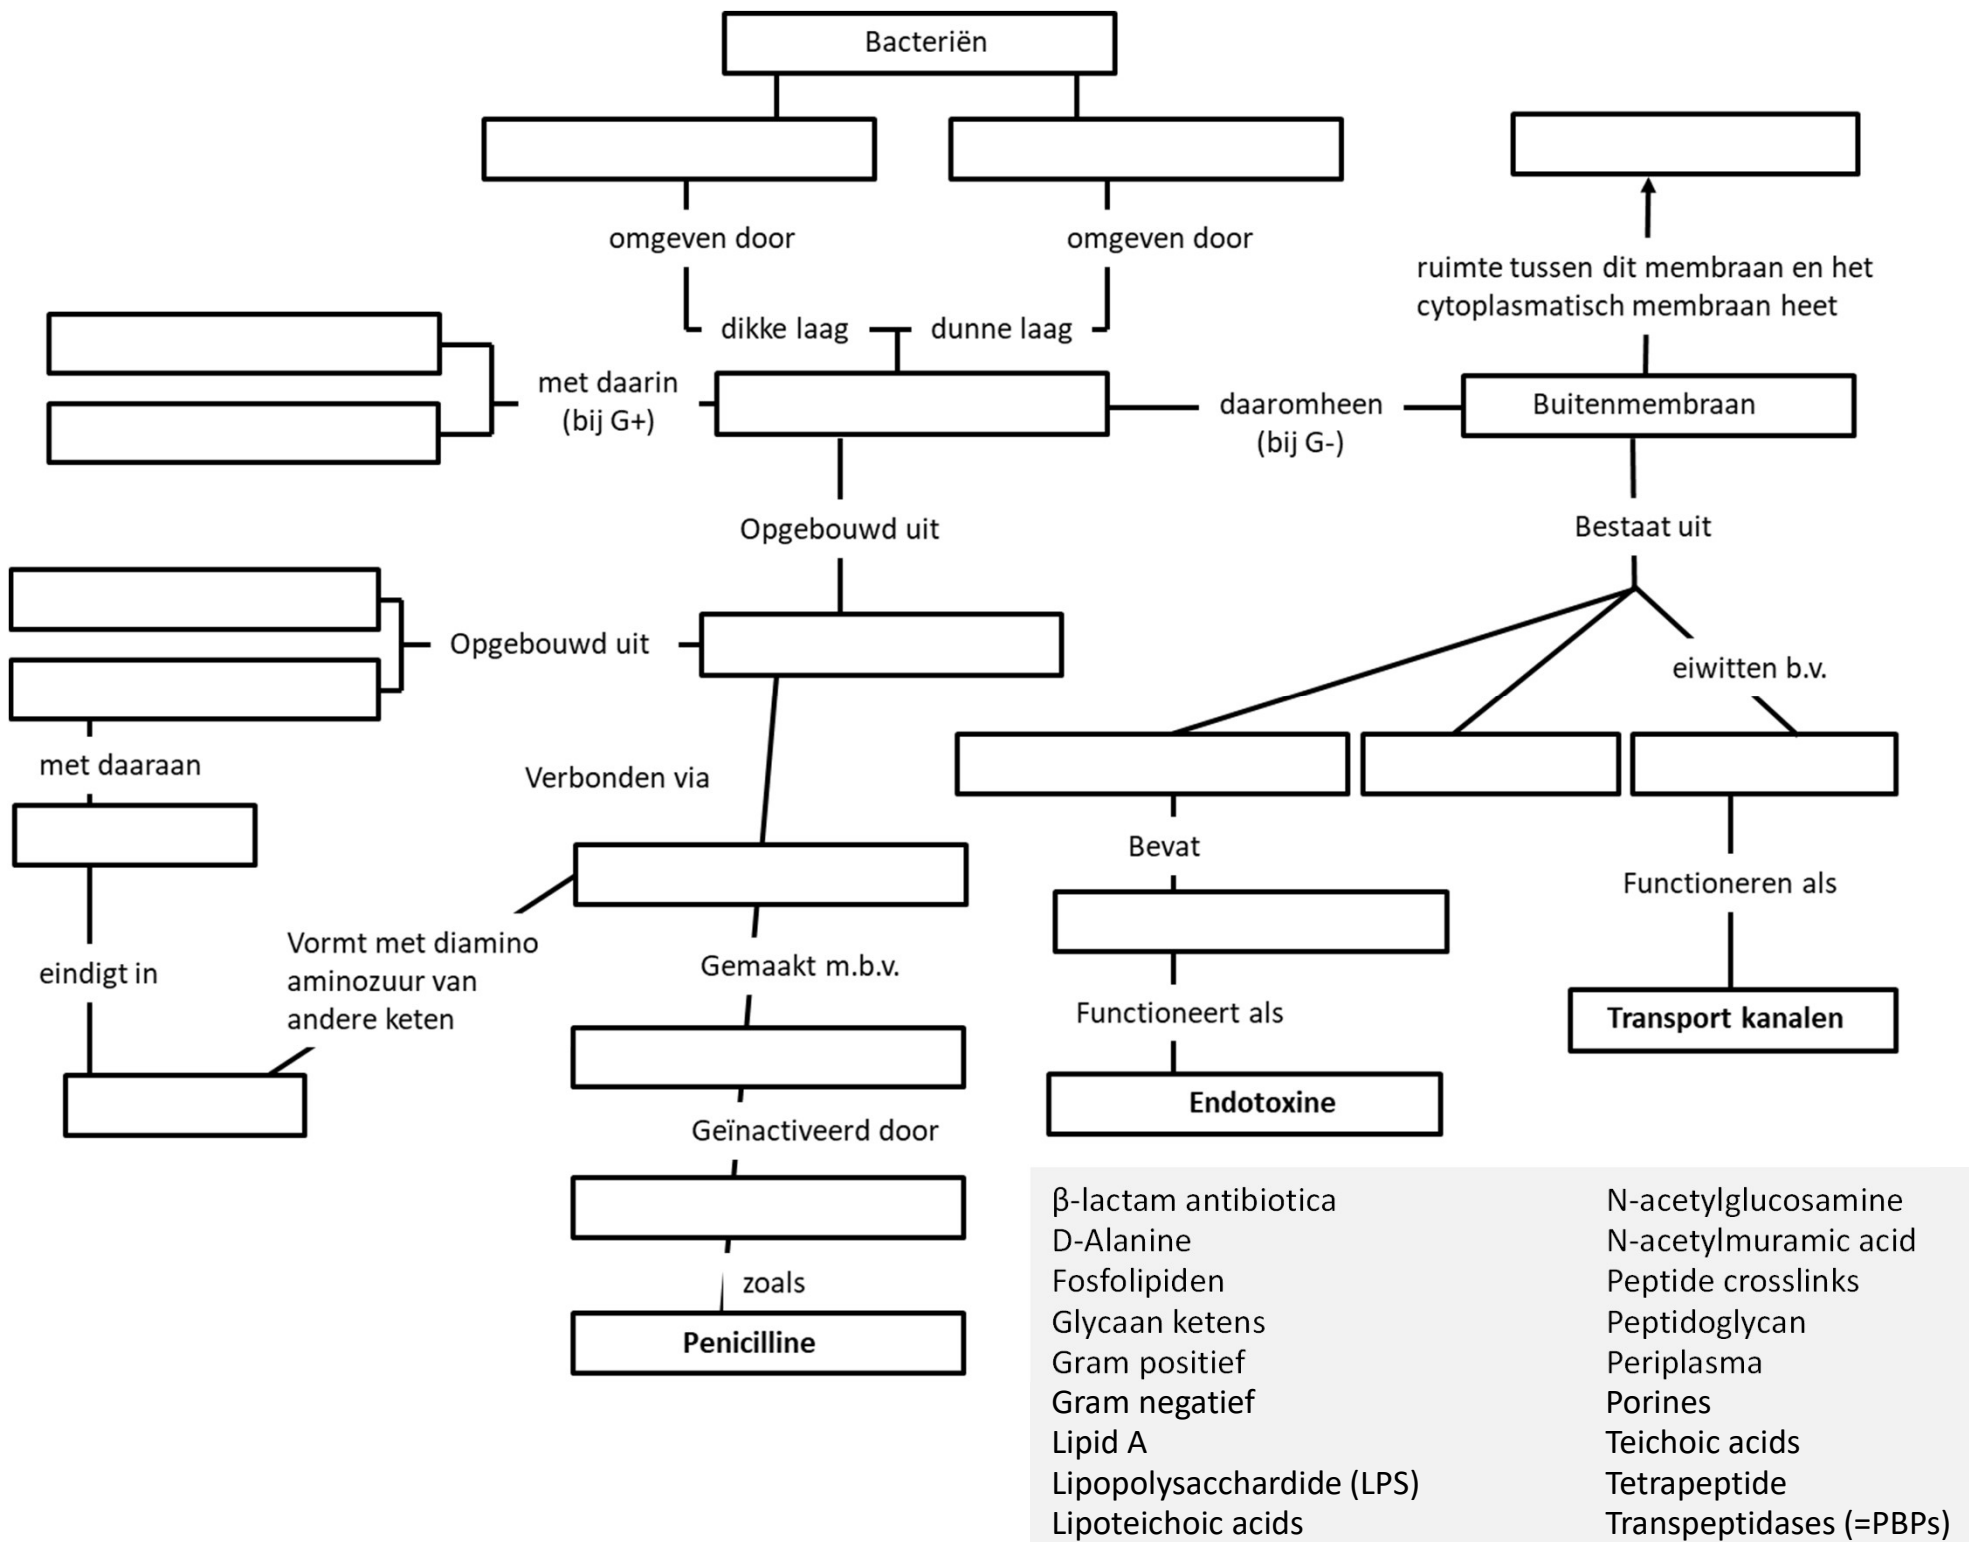 Bacteriën
omgeven door
omgeven door
ruimte tussen dit membraan en het
cytoplasmatisch membraan heet
dikke laag
dunne laag
met daarin
(bij G+)
daaromheen
(bij G-)
Buitenmembraan
Opgebouwd uit
Bestaat uit
Opgebouwd uit
eiwitten b.v.
met daaraan
Verbonden via
Bevat
Functioneren als
Vormt met diamino
aminozuur van
andere keten
eindigt in
Gemaakt m.b.v.
Functioneert als
Transport kanalen
Endotoxine
Geïnactiveerd door
zoals
Penicilline
β-lactam antibiotica
D-Alanine
Fosfolipiden
Glycaan ketens
Gram positief
Gram negatief
Lipid A
Lipopolysacchardide (LPS)
Lipoteichoic acids
N-acetylglucosamine
N-acetylmuramic acid
Peptide crosslinks
Peptidoglycan
Periplasma
Porines
Teichoic acids
Tetrapeptide
Transpeptidases (=PBPs)